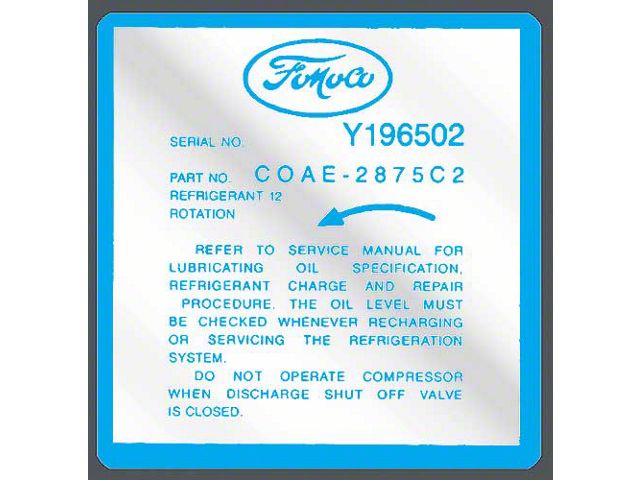 FoMoCo
SERIAL NO. Y196502
PART NO. COAE-2875C2
REFRIGERANT 12
ROTATION
REFER TO SERVICE MANUAL FOR
LUBRICATING OIL SPECIFICATION,
REFRIGERANT CHARGE AND REPAIR
PROCEDURE. THE OIL LEVEL MUST
BE CHECKED WHENEVER RECHARGING
OR SERVICING THE REFRIGERATION
SYSTEM.
DO NOT OPERATE COMPRESSOR
WHEN DISCHARGE SHUT OFF VALVE
IS CLOSED.